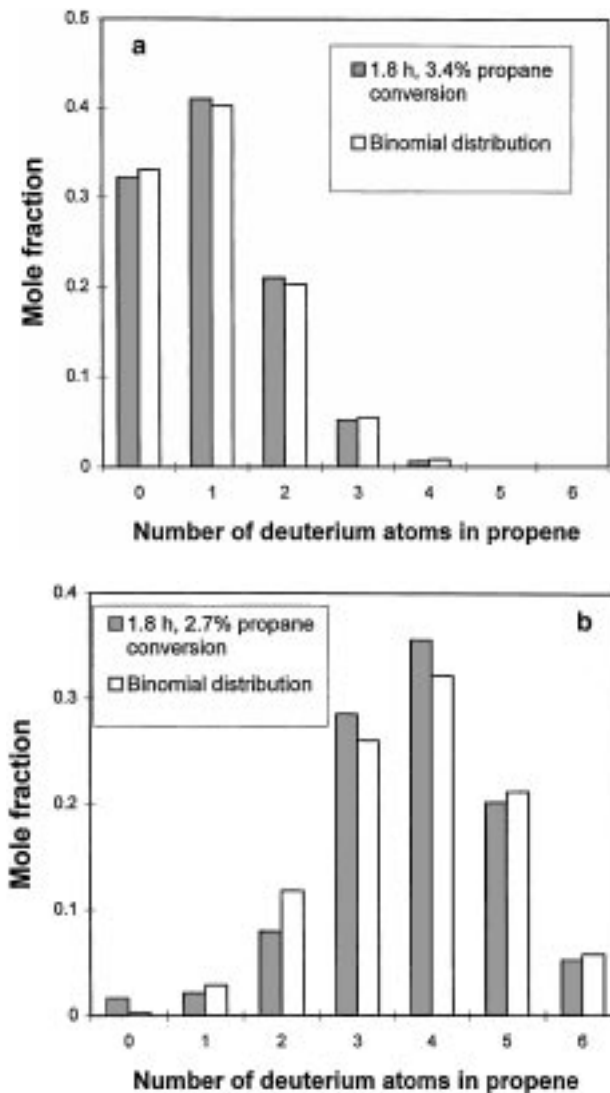 0.5
a
1.8 h, 3.4% propane
conversion
Binomial distribution
0.4
0.3
0.2
0.1
0
Mole fraction
0 1 2 3 4 5 6
Number of deuterium atoms in propene
0.4
b
1.8 h, 2.7% propane
conversion
Binomial distribution
0.3
0.2
0.1
0
Mole fraction
0 1 2 3 4 5 6
Number of deuterium atoms in propene